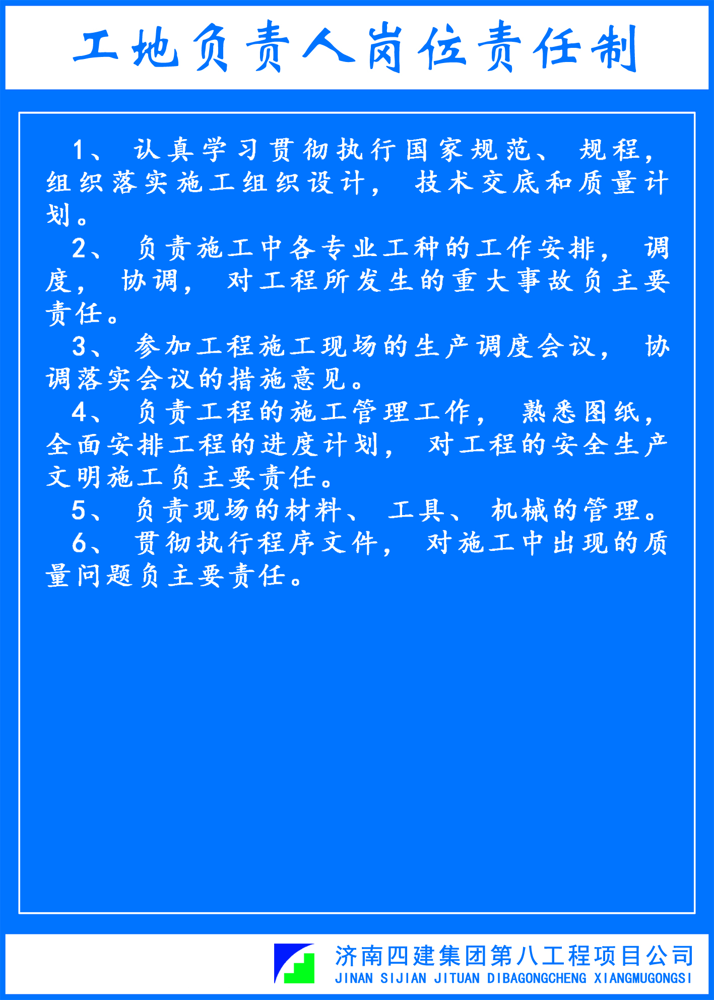 工地负责人岗位责任制
1、 认真学习贯彻执行国家规范、 规程，
组织落实施工组织设计， 技术交底和质量计
划。
2、 负责施工中各专业工种的工作安排， 调
度， 协调， 对工程所发生的重大事故负主要
责任。
3、 参加工程施工现场的生产调度会议， 协
调落实会议的措施意见。
4、 负责工程的施工管理工作， 熟悉图纸，
全面安排工程的进度计划， 对工程的安全生产
文明施工负主要责任。
5、 负责现场的材料、 工具、 机械的管理。
6、 贯彻执行程序文件， 对施工中出现的质
量问题负主要责任。
济南四建集团第八工程项目公司
JINAN SIJIAN JITUAN DIBAGONGCHENG XIANGMUGONGSI